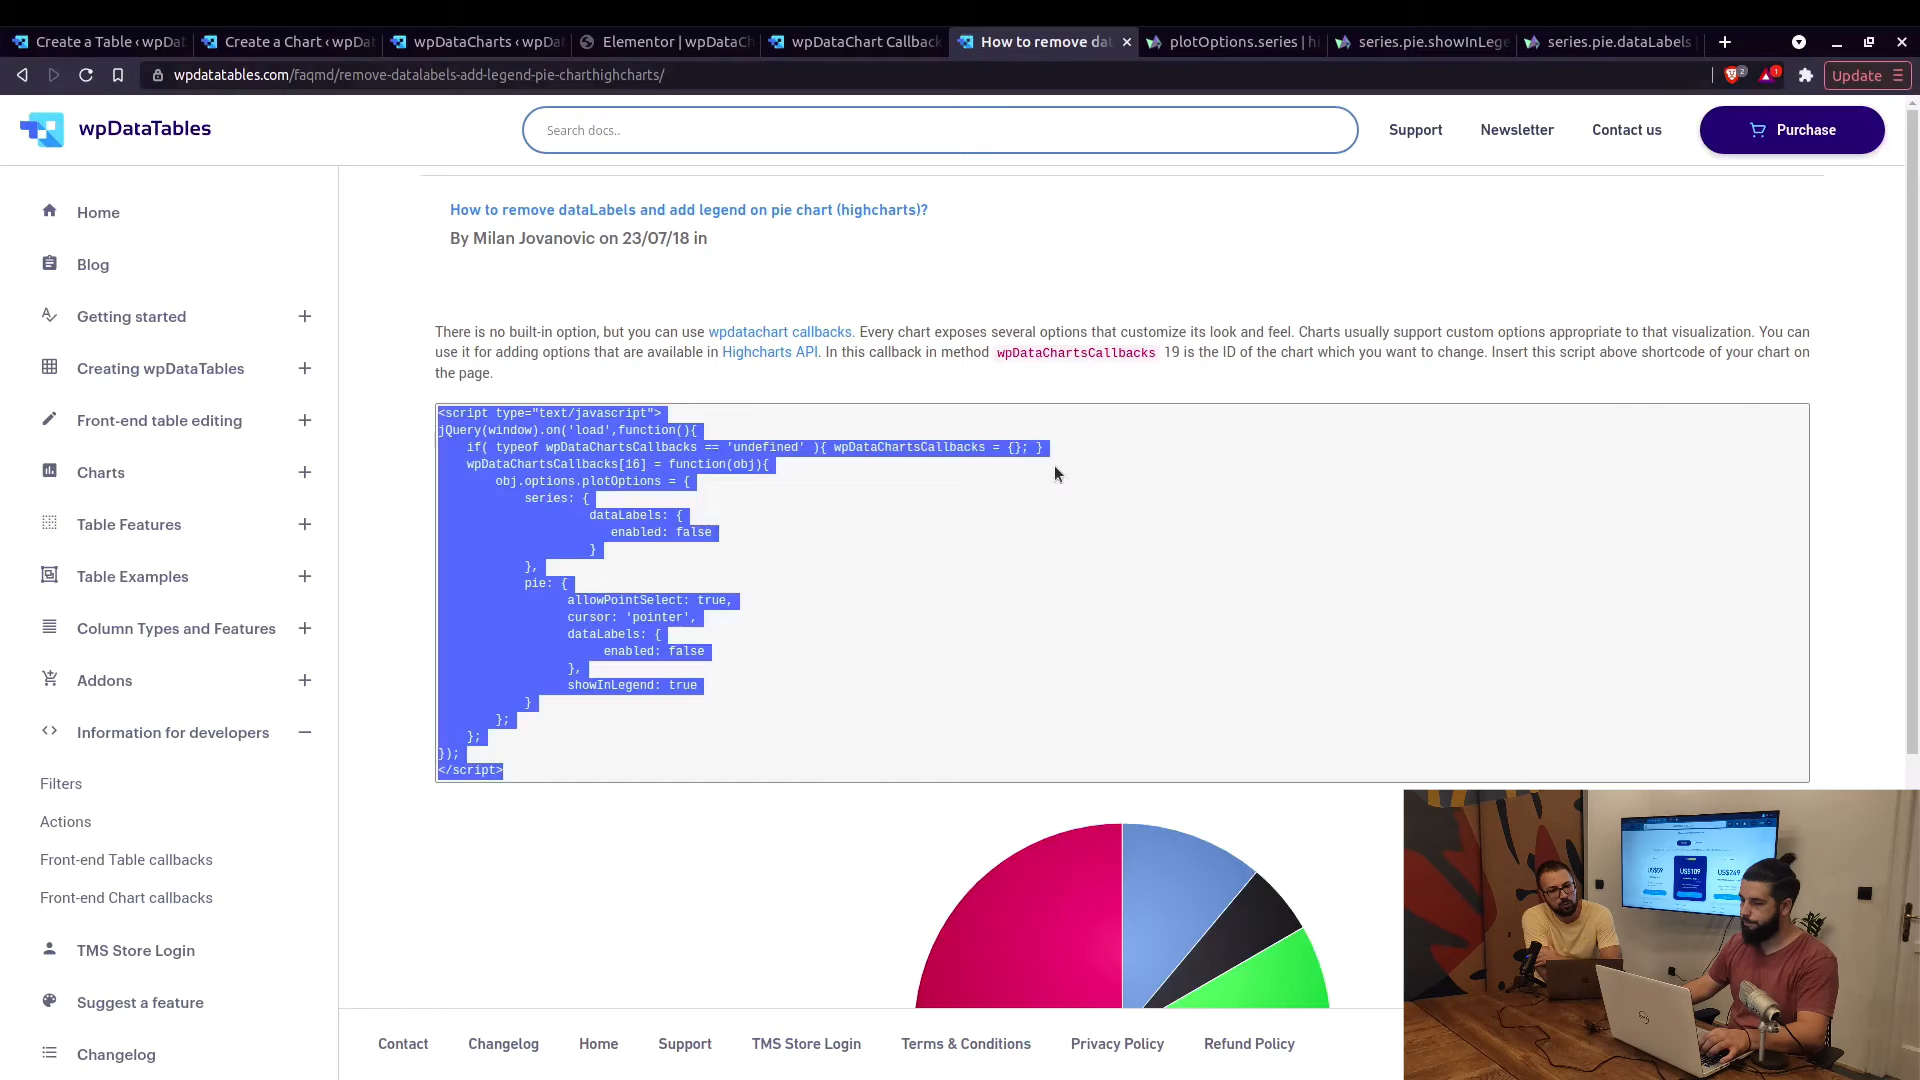 Create a Table ‹ wpDat
Create a Chart ‹ wpDat
wpDataCharts ‹ wpDat
Elementor | wpDataCh
wpDataChart Callback
How to remove dat
plotOptions.series | hi
series.pie.showInLege
series.pie.dataLabels
wpdatatables.com/faqmd/remove-datalabels-add-legend-pie-charthighcharts/
2
1
Update
wpDataTables
Search docs..
Support
Newsletter
Contact us
Purchase
Home
Blog
Getting started
Creating wpDataTables
Front-end table editing
Charts
Table Features
Table Examples
Column Types and Features
Addons
Information for developers
Filters
Actions
Front-end Table callbacks
Front-end Chart callbacks
TMS Store Login
Suggest a feature
Changelog
How to remove dataLabels and add legend on pie chart (highcharts)?
By Milan Jovanovic on 23/07/18 in
There is no built-in option, but you can use wpdatachart callbacks. Every chart exposes several options that customize its look and feel. Charts usually support custom options appropriate to that visualization. You can
use it for adding options that are available in Highcharts API. In this callback in method wpDataChartsCallbacks 19 is the ID of the chart which you want to change. Insert this script above shortcode of your chart on
the page.
<script type="text/javascript">
jQuery(window).on('load',function(){
if( typeof wpDataChartsCallbacks == 'undefined' ){ wpDataChartsCallbacks = {}; }
wpDataChartsCallbacks[16] = function(obj){
obj.options.plotOptions = {
series: {
dataLabels: {
enabled: false
}
},
pie: {
allowPointSelect: true,
cursor: 'pointer',
dataLabels: {
enabled: false
},
showInLegend: true
}
};
};
});
</script>
US$109
US$249
Contact
Changelog
Home
Support
TMS Store Login
Terms & Conditions
Privacy Policy
Refund Policy